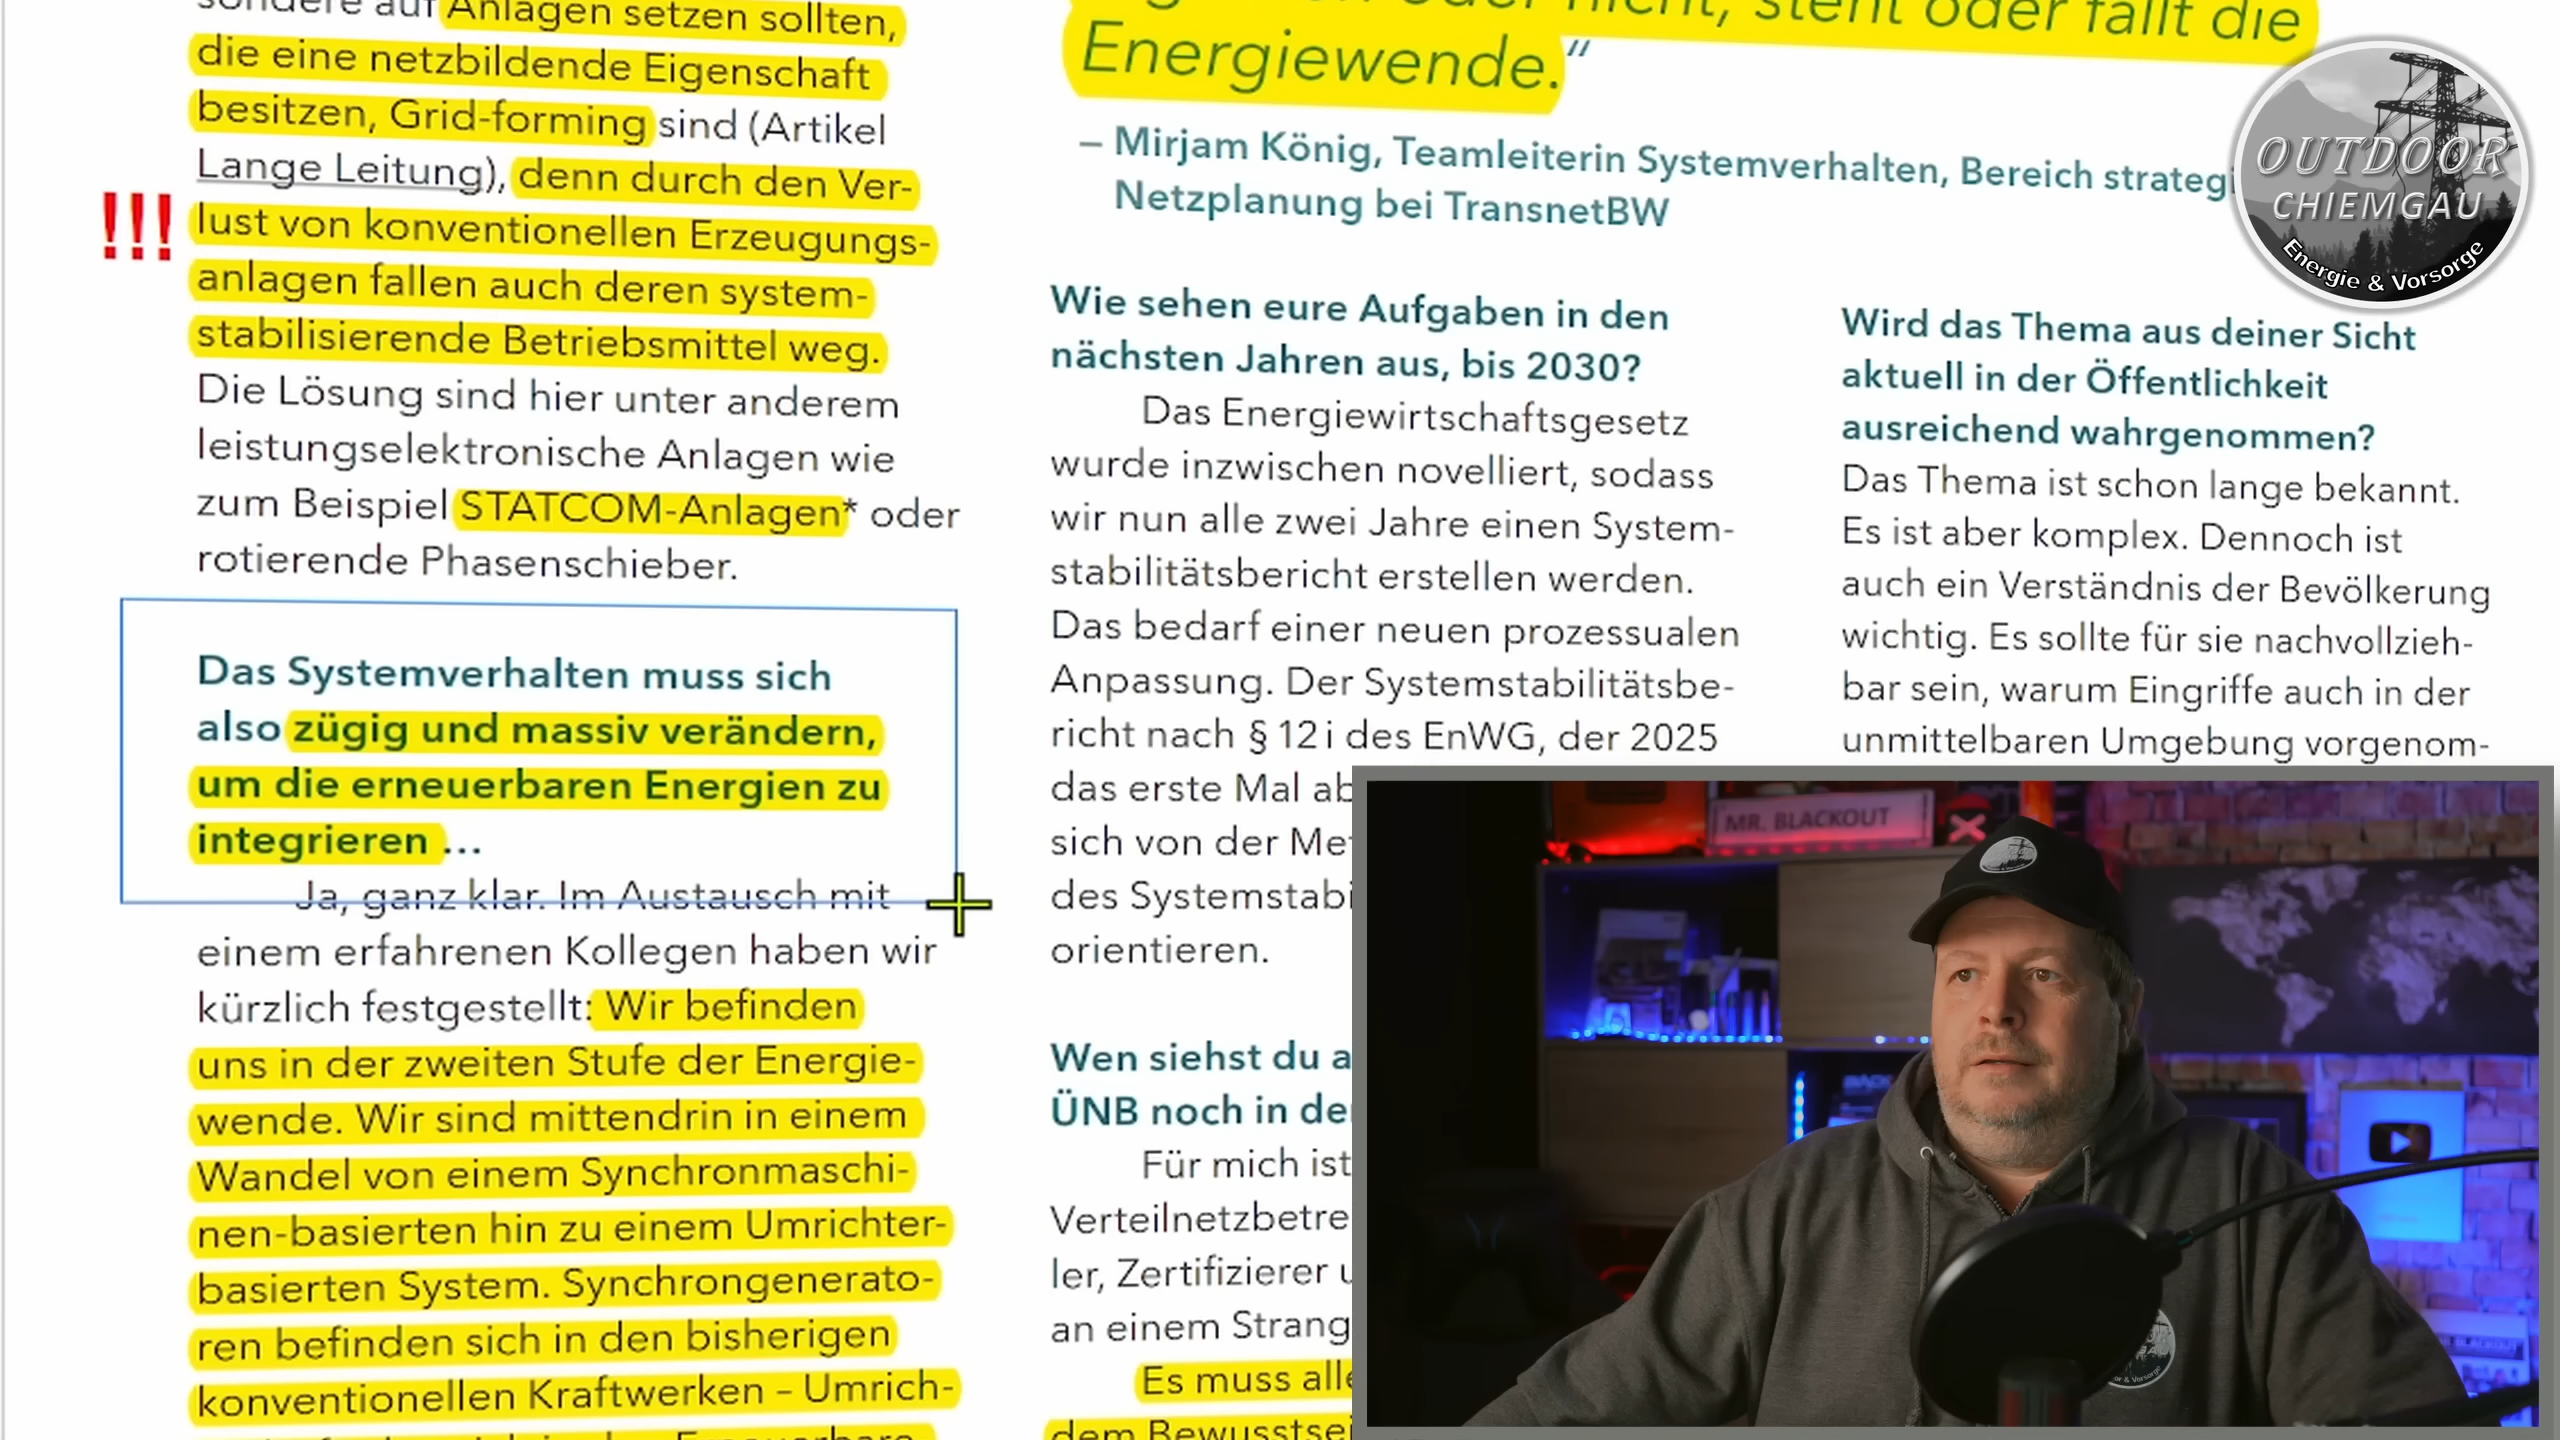 Anlagen setzen sollten,
die eine netzbildende Eigenschaft
besitzen, Grid-forming sind (Artikel
Lange Leitung), denn durch den Ver-
!!! lust von konventionellen Erzeugungs-
anlagen fallen auch deren system-
stabilisierende Betriebsmittel weg.
Die Lösung sind hier unter anderem
leistungselektronische Anlagen wie
zum Beispiel STATCOM-Anlagen* oder
rotierende Phasenschieber.
Das Systemverhalten muss sich
also zügig und massiv verändern,
um die erneuerbaren Energien zu
integrieren ...
Ja, ganz klar. Im Austausch mit
einem erfahrenen Kollegen haben wir
kürzlich festgestellt: Wir befinden
uns in der zweiten Stufe der Energie-
wende. Wir sind mittendrin in einem
Wandel von einem Synchronmaschi-
nen-basierten hin zu einem Umrichter-
basierten System. Synchrongenerato-
ren befinden sich in den bisherigen
konventionellen Kraftwerken – Umrich-
oder nicht, steht oder fällt die
Energiewende.“
– Mirjam König, Teamleiterin Systemverhalten, Bereich strategi
Netzplanung bei TransnetBW
Wie sehen eure Aufgaben in den
nächsten Jahren aus, bis 2030?
Das Energiewirtschaftsgesetz
wurde inzwischen novelliert, sodass
wir nun alle zwei Jahre einen System-
stabilitätsbericht erstellen werden.
Das bedarf einer neuen prozessualen
Anpassung. Der Systemstabilitätsbe-
richt nach § 12 i des EnWG, der 2025
das erste Mal ab
sich von der Me
des Systemstabi
orientieren.
Wen siehst du a
ÜNB noch in de
Für mich ist
Verteilnetzbetre
ler, Zertifizierer u
an einem Strang
Es muss alle
dem Bewusstsei
Wird das Thema aus deiner Sicht
aktuell in der Öffentlichkeit
ausreichend wahrgenommen?
Das Thema ist schon lange bekannt.
Es ist aber komplex. Dennoch ist
auch ein Verständnis der Bevölkerung
wichtig. Es sollte für sie nachvollzieh-
bar sein, warum Eingriffe auch in der
unmittelbaren Umgebung vorgenom-
OUTDOOR
CHIEMGAU
Energie & Vorsorge
MR. BLACKOUT